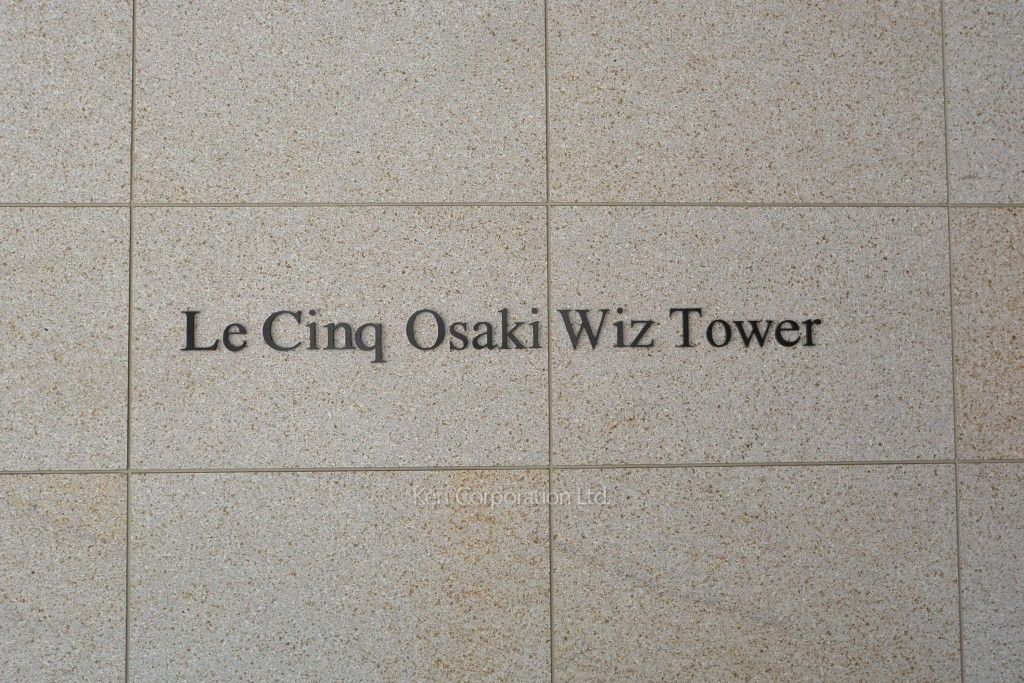 Le Cinq Osaki Wiz Tower
Ken Corporation Ltd.